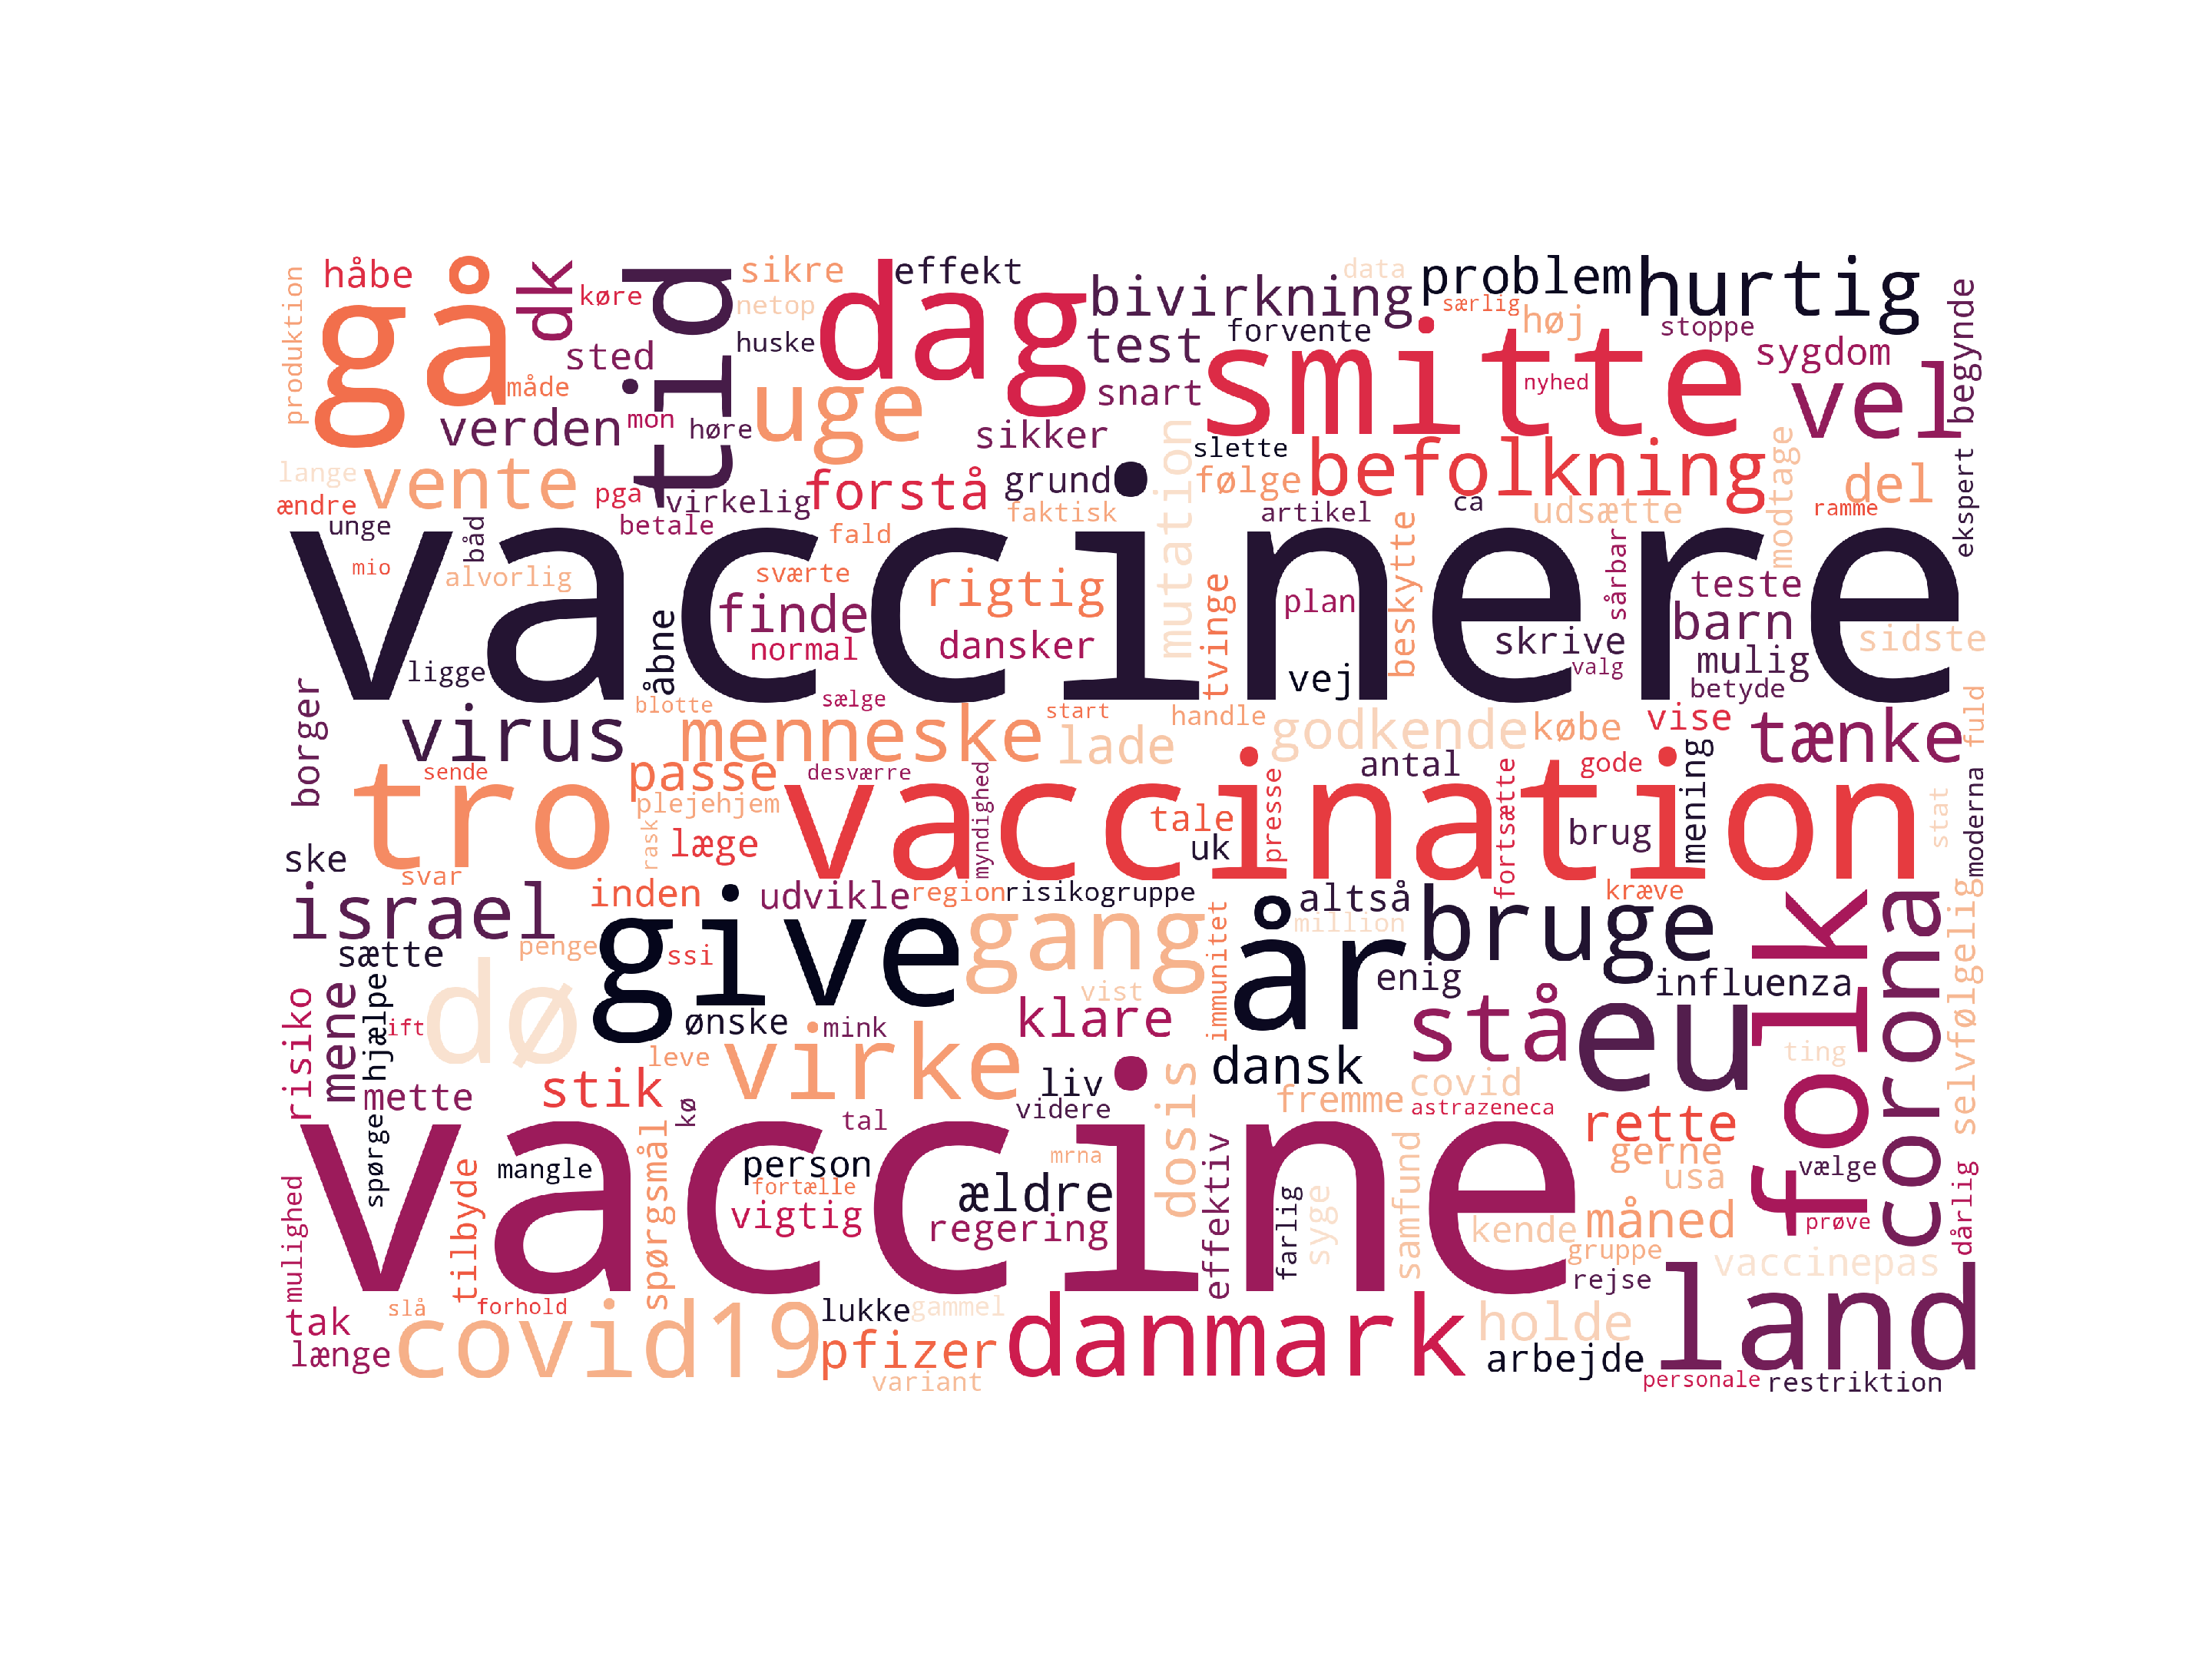 produktion
håbe
gå
dk
køre
sted
måde
tid
sikre
netop
huske
dag
effekt
bivirkning
data
problem
hurtig
særlig
høj
forvente
stoppe
begynde
test
sygdom
snart
smitte
nyhed
vel
verden
mon
høre
uge
sikker
mutation
slette
befolkning
modtage
ekspert
lange
vente
pga
virkelig
forstå
grund
følge
del
ændre
unge
båd
betale
faktisk
artikel
ca
udsætte
ramme
mio
alvorlig
fald
vaccinere
sværte
rigtig
tvinge
plan
beskytte
sårbar
teste
finde
barn
åbne
normal
dansker
skrive
sidste
ligge
vej
valg
mulig
betyde
borger
blotte
sælge
start
handle
virus
menneske
lade
godkende
købe
vise
tænke
fuld
sende
passe
desværre
myndighed
antal
gode
mening
moderna
tro
plejehjem
vaccination
presse
fortsætte
stat
rask
læge
tale
uk
brug
ske
svar
inden
udvikle
region
risikogruppe
altså
kræve
selvfølgelig
israel
give
gang
immunitet
million
år
bruge
folk
corona
sætte
penge
ssi
enig
influenza
risiko
mene
hjælpe
dø
ift
ønske
mink
vist
klare
stå
eu
leve
virke
dansk
ting
mette
stik
liv
dosis
covid
videre
fremme
astrazeneca
rette
spørge
kø
tal
vaccine
mulighed
mangle
tilbyde
spørgsmål
person
mrna
fortælle
vigtig
ældre
regering
effektiv
farlig
syge
samfund
gerne
usa
kende
måned
gruppe
rejse
vælge
prøve
dårlig
vaccinepas
tak
slå
forhold
lukke
gammel
danmark
holde
land
længe
covid19
pfizer
variant
arbejde
personale
restriktion